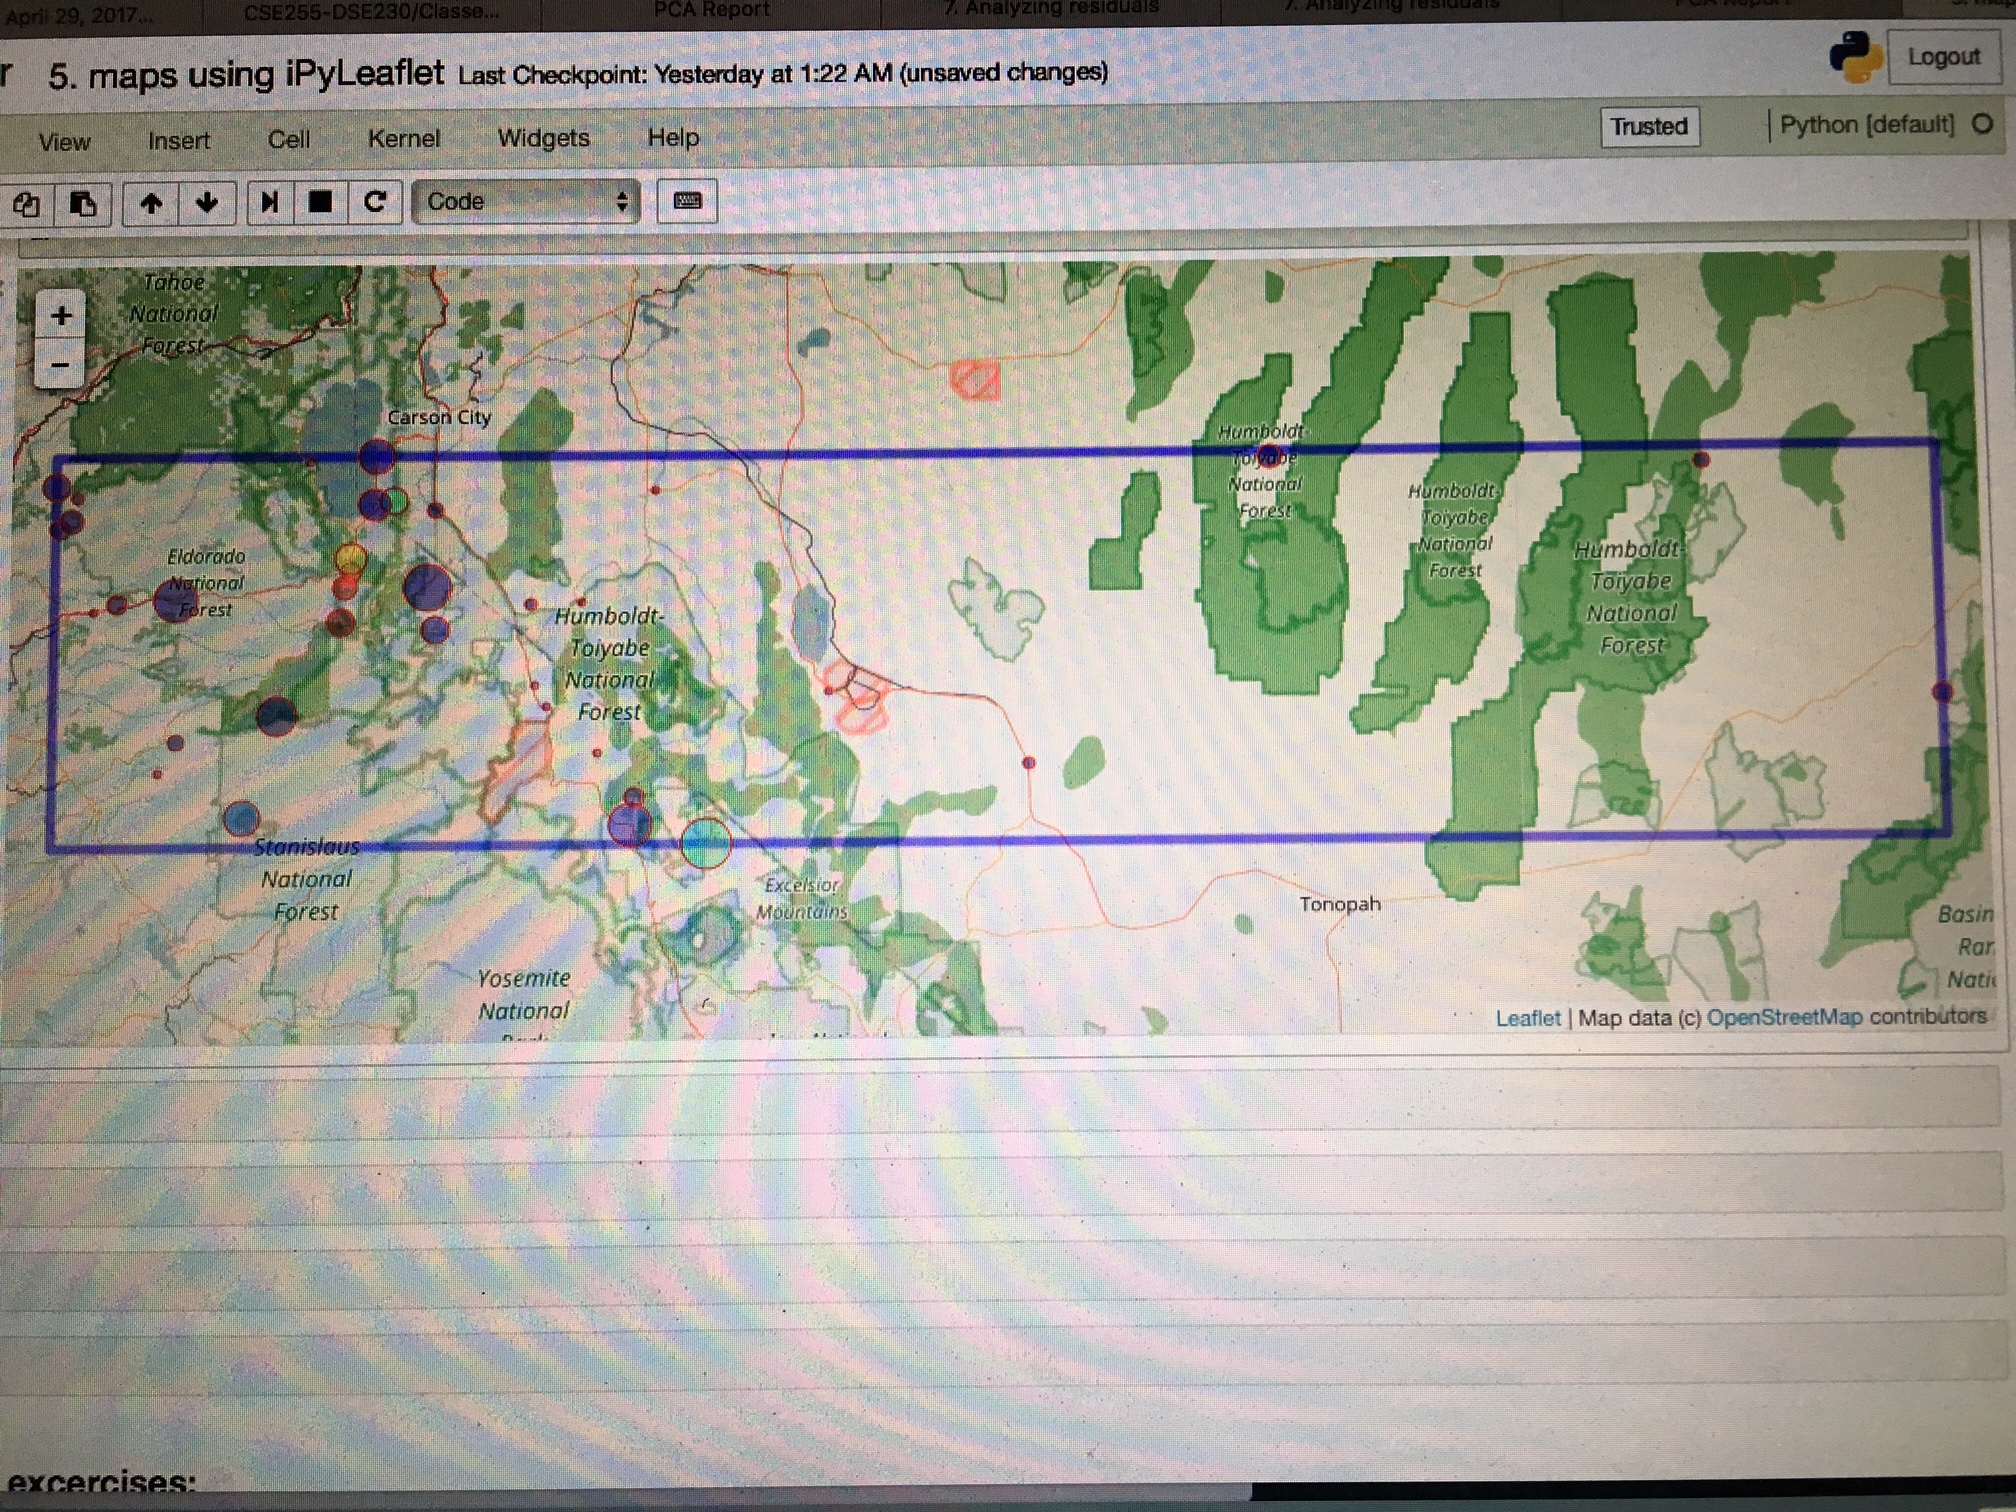 April 29, 2017...
CSE255-DSE230/Classe...
PCA Report
7. Analyzing residuals
7. Analyzing residuals
r 5. maps using iPyLeaflet Last Checkpoint: Yesterday at 1:22 AM (unsaved changes)
Logout
View Insert Cell Kernel Widgets Help
Trusted
Python [default]
Code
+
−
Tahoe
National
Forest
Carson City
Eldorado
National
Forest
Humboldt-
Toiyabe
National
Forest
Humboldt-
Toiyabe
National
Forest
Humboldt-
Toiyabe
National
Forest
Humboldt-
Toiyabe
National
Forest
Stanislaus
National
Forest
Excelsior
Mountains
Tonopah
Yosemite
National
Basin
Ran
Natio
Leaflet | Map data (c) OpenStreetMap contributors
excercises: